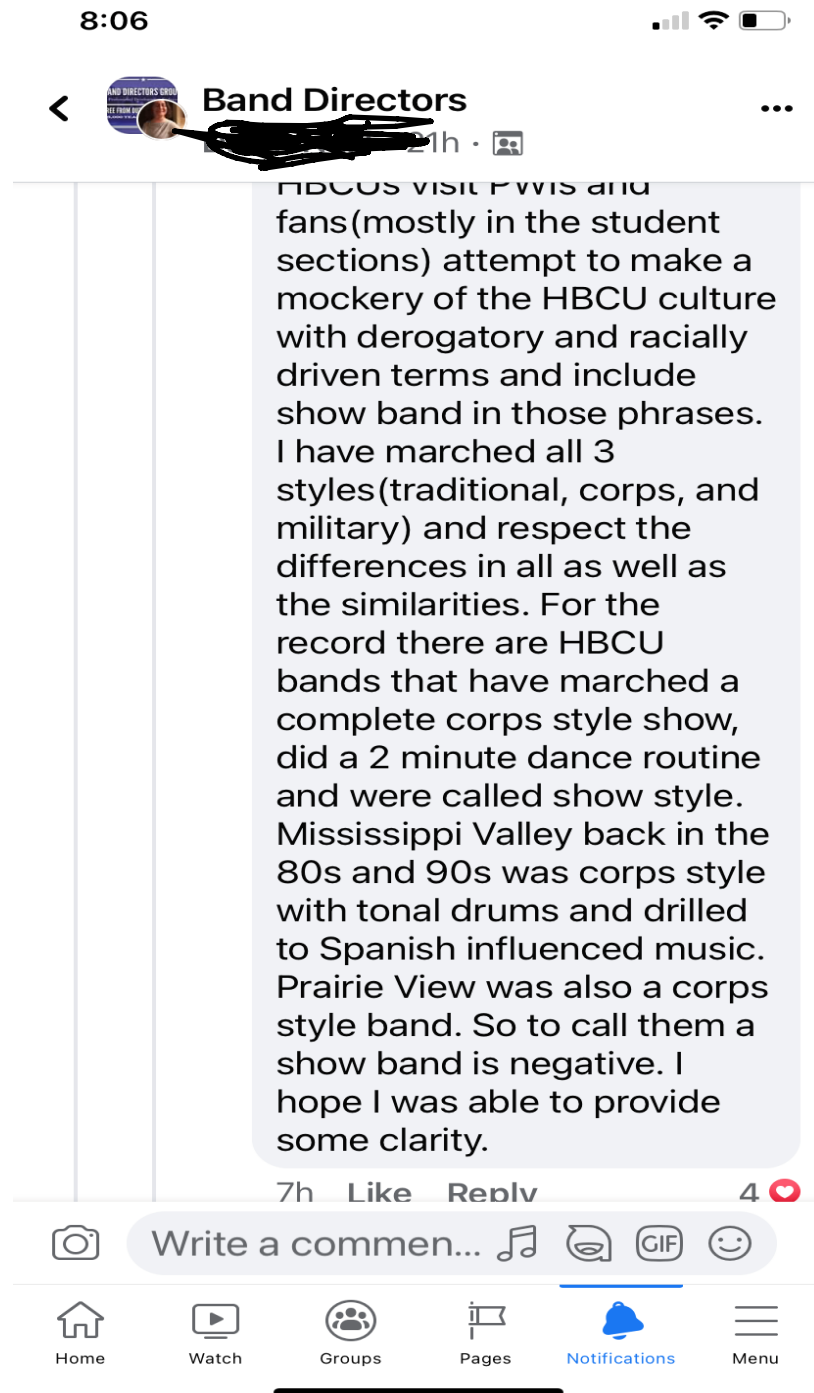 8:06
AND DIRECTORS GROU
Band Directors
21h ·
HBCUs visit PWIs and
fans(mostly in the student
sections) attempt to make a
mockery of the HBCU culture
with derogatory and racially
driven terms and include
show band in those phrases.
I have marched all 3
styles(traditional, corps, and
military) and respect the
differences in all as well as
the similarities. For the
record there are HBCU
bands that have marched a
complete corps style show,
did a 2 minute dance routine
and were called show style.
Mississippi Valley back in the
80s and 90s was corps style
with tonal drums and drilled
to Spanish influenced music.
Prairie View was also a corps
style band. So to call them a
show band is negative. I
hope I was able to provide
some clarity.
7h Like Reply 4
Write a commen... GIF
Home Watch Groups Pages Notifications Menu